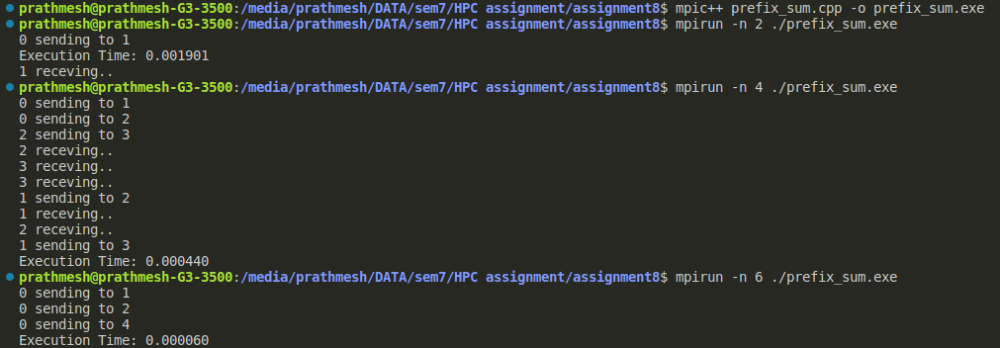 prathmesh@prathmesh-G3-3500:/media/prathmesh/DATA/sem7/HPC assignment/assignment8$ mpic++ prefix_sum.cpp -o prefix_sum.exe
prathmesh@prathmesh-G3-3500:/media/prathmesh/DATA/sem7/HPC assignment/assignment8$ mpirun -n 2 ./prefix_sum.exe
0 sending to 1
Execution Time: 0.001901
1 receving..
prathmesh@prathmesh-G3-3500:/media/prathmesh/DATA/sem7/HPC assignment/assignment8$ mpirun -n 4 ./prefix_sum.exe
0 sending to 1
0 sending to 2
2 sending to 3
2 receving..
3 receving..
3 receving..
1 sending to 2
1 receving..
2 receving..
1 sending to 3
Execution Time: 0.000440
prathmesh@prathmesh-G3-3500:/media/prathmesh/DATA/sem7/HPC assignment/assignment8$ mpirun -n 6 ./prefix_sum.exe
0 sending to 1
0 sending to 2
0 sending to 4
Execution Time: 0.000060